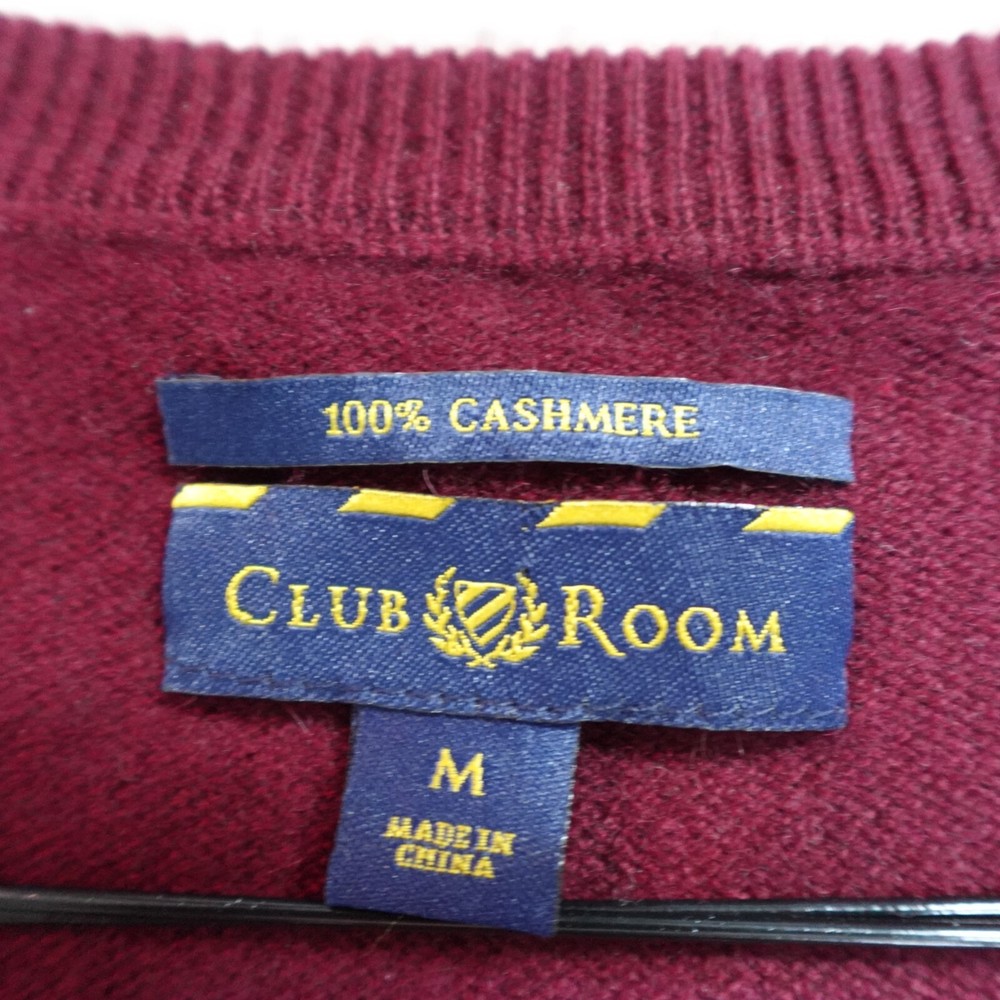 100% CASHMERE
CLUB ROOM
M
MADE IN
CHINA